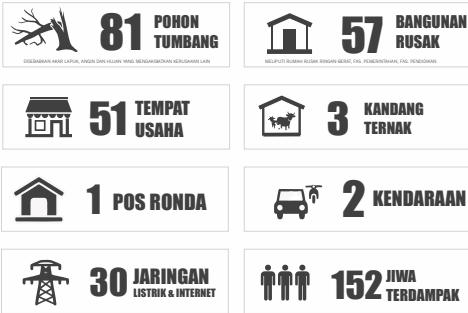 81 POHON
TUMBANG
DISEBABKAN AKAR LAPUK, ANGIN DAN HUJAN YANG MENGAKIBATKAN KERUSAKAN LAIN
57 BANGUNAN
RUSAK
MELIPUTI RUMAH RUSAK RINGAN-BERAT, FAS. PEMERINTAHAN, FAS. PENDIDIKAN.
51 TEMPAT
USAHA
3 KANDANG
TERNAK
1 POS RONDA
2 KENDARAAN
30 JARINGAN
LISTRIK & INTERNET
152 JIWA
TERDAMPAK